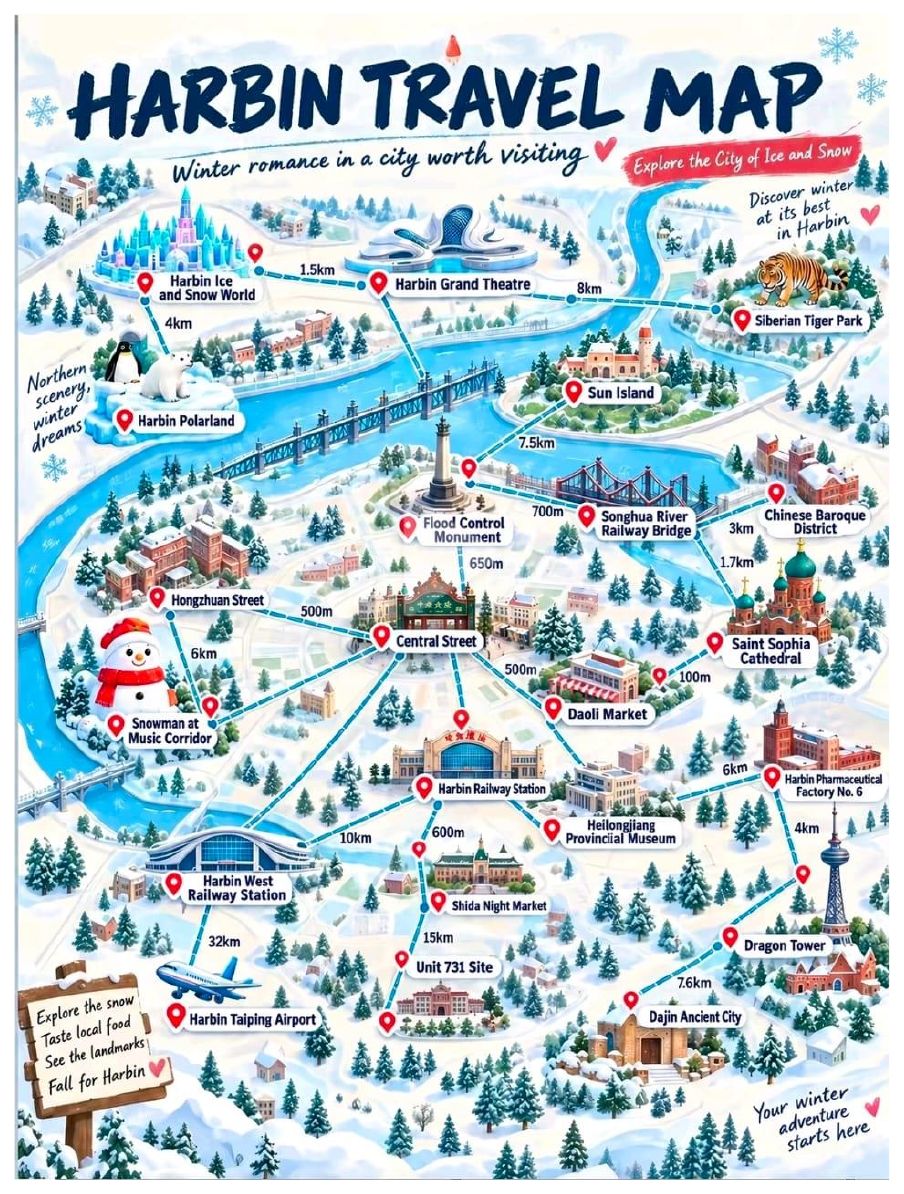 HARBIN TRAVEL MAP
Winter romance in a city worth visiting
Explore the City of Ice and Snow
Discover winter
at its best
in Harbin
Harbin Ice
and Snow World
1.5km
Harbin Grand Theatre
8km
Siberian Tiger Park
4km
Northern
scenery,
winter
dreams
Harbin Polarland
Sun Island
7.5km
Flood Control
Monument
700m
Songhua River
Railway Bridge
Chinese Baroque
District
3km
650m
1.7km
Hongzhuan Street
500m
Central Street
Saint Sophia
Cathedral
6km
500m
100m
Snowman at
Music Corridor
Daoli Market
Harbin Railway Station
6km
Harbin Pharmaceutical
Factory No. 6
10km
600m
Heilongjiang
Provinciial Museum
4km
Harbin West
Railway Station
Shida Night Market
32km
15km
Dragon Tower
Unit 731 Site
7.6km
Harbin Taiping Airport
Dajin Ancient City
Explore the snow
Taste local food
See the landmarks
Fall for Harbin
Your winter
adventure
starts here